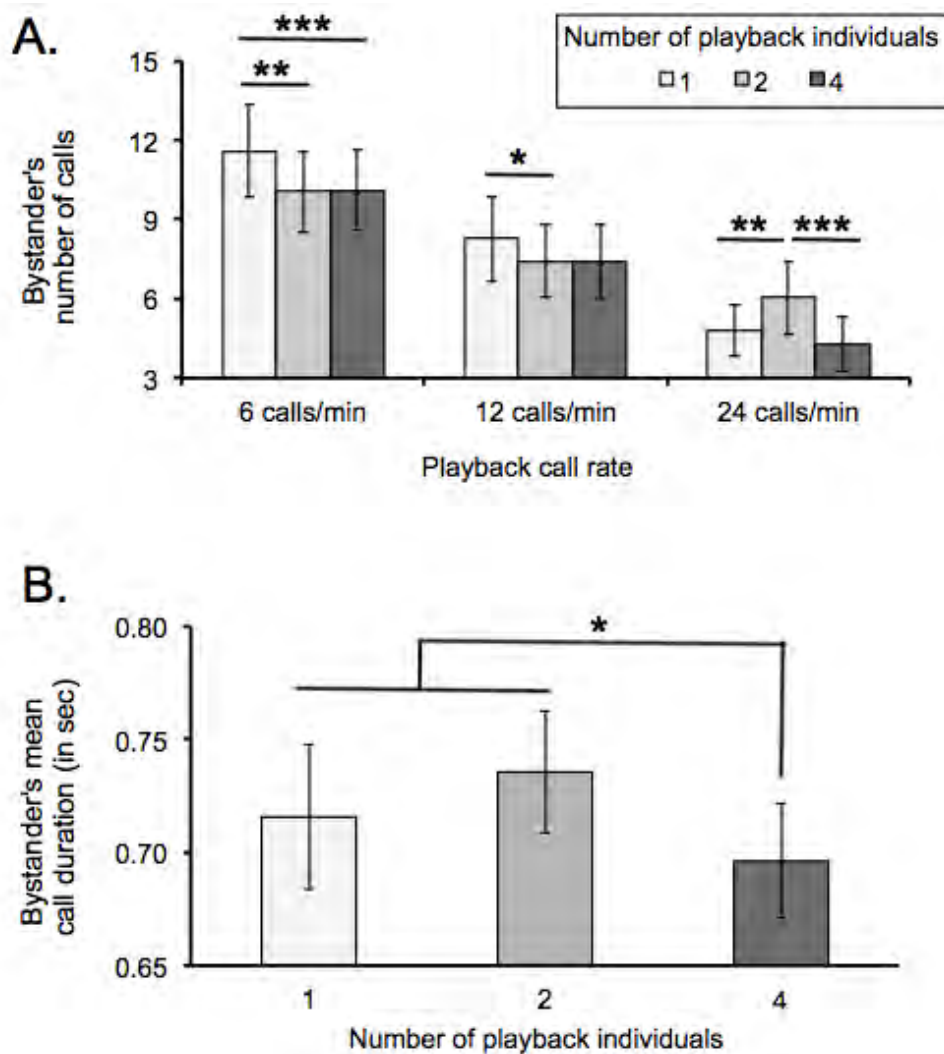 A.
Number of playback individuals
1 2 4
Bystander's
number of calls
15
12
9
6
3
***
**
*
** ***
6 calls/min 12 calls/min 24 calls/min
Playback call rate
B.
Bystander's mean
call duration (in sec)
0.80
0.75
0.70
0.65
*
1 2 4
Number of playback individuals